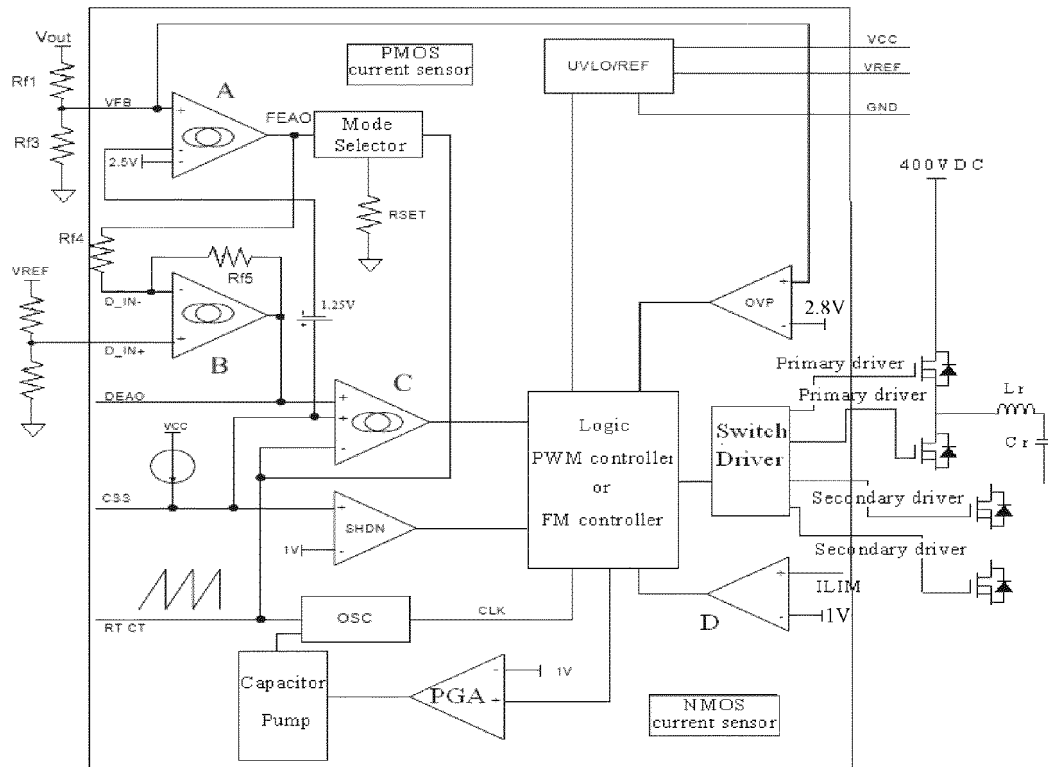 PMOS
current sensor
UVLO/REF
VCC
VREF
GND
Vout
Rf1
VFB
Rf3
A
FEAO
Mode
Selector
2.5V
RSET
400VDC
Rf4
Rf5
VREF
D_IN-
D_IN+
1.25V
B
OVP
2.8V
Primary driver
Primary driver
Lr
Cr
DEAO
C
VCC
Logic
PWM controller
or
FM controller
Switch
Driver
CSS
SHDN
1V
Secondary driver
Secondary driver
ILIM
1V
D
RT CT
OSC
CLK
Capacitor
Pump
PGA
1V
NMOS
current sensor